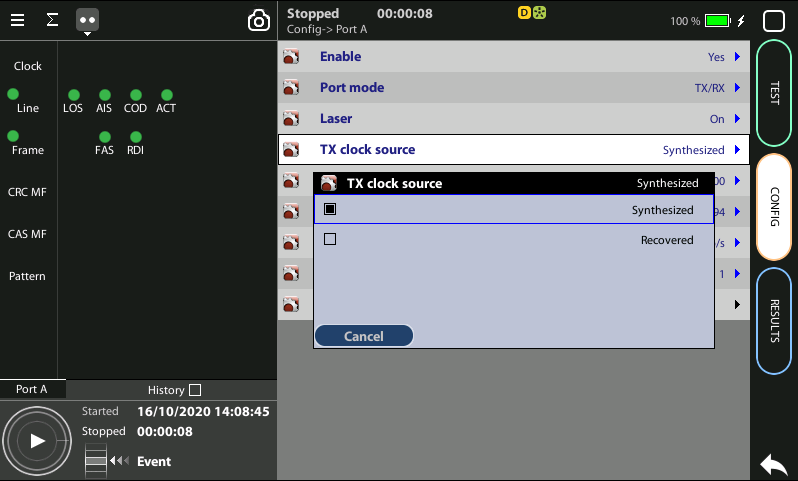 Stopped 00:00:08
Config-> Port A
D
100 %
Clock
Line
LOS AIS COD ACT
Frame
FAS RDI
CRC MF
CAS MF
Pattern
Port A
History
Started 16/10/2020 14:08:45
Stopped 00:00:08
Event
Enable Yes
Port mode TX/RX
Laser On
TX clock source Synthesized
00
94
/s
1
TX clock source Synthesized
Synthesized
Recovered
Cancel
TEST
CONFIG
RESULTS